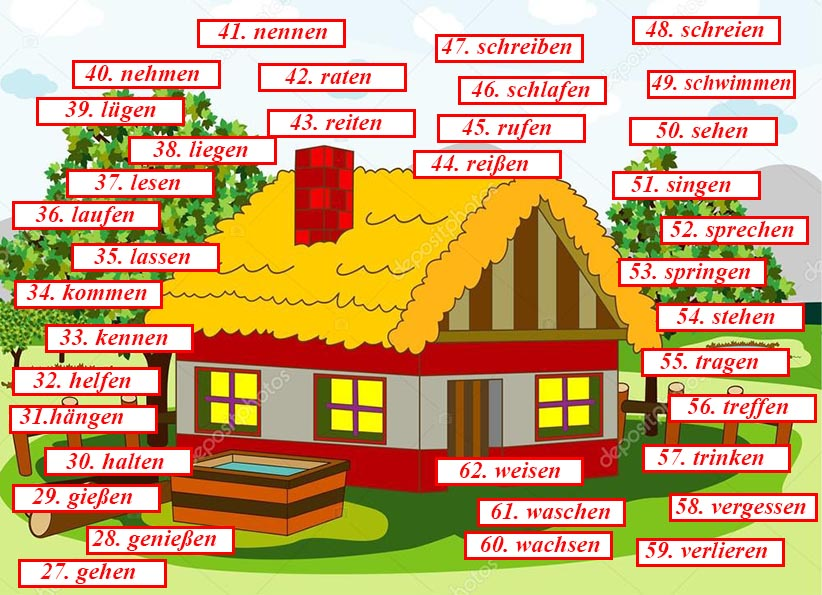 27. gehen
28. genießen
29. gießen
30. halten
31.hängen
32. helfen
33. kennen
34. kommen
35. lassen
36. laufen
37. lesen
38. liegen
39. lügen
40. nehmen
41. nennen
42. raten
43. reiten
44. reißen
45. rufen
46. schlafen
47. schreiben
48. schreien
49. schwimmen
50. sehen
51. singen
52. sprechen
53. springen
54. stehen
55. tragen
56. treffen
57. trinken
58. vergessen
59. verlieren
60. wachsen
61. waschen
62. weisen
depositphotos
depositphotos
depositphotos